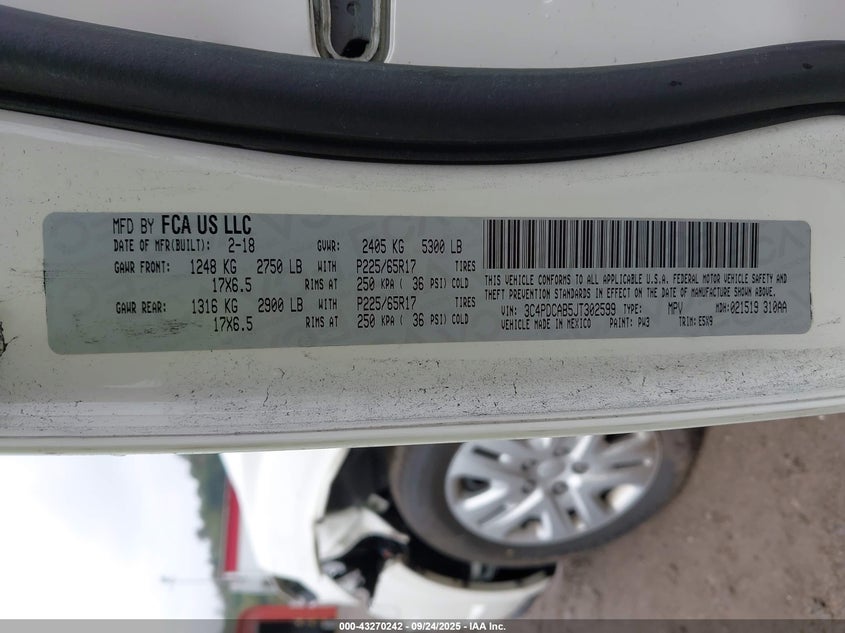 MFD BY FCA US LLC
DATE OF MFR(BUILT): 2-18 GVWR: 2405 KG 5300 LB
GAWR FRONT: 1248 KG 2750 LB WITH P225/65R17 TIRES
17X6.5 RIMS AT 250 KPA ( 36 PSI) COLD
GAWR REAR: 1316 KG 2900 LB WITH P225/65R17 TIRES
17X6.5 RIMS AT 250 KPA ( 36 PSI) COLD
THIS VEHICLE CONFORMS TO ALL APPLICABLE U.S.A. FEDERAL MOTOR VEHICLE SAFETY AND
THEFT PREVENTION STANDARDS IN EFFECT ON THE DATE OF MANUFACTURE SHOWN ABOVE.
VIN: 3C4PDCAB5JT302599 TYPE: MPV MDH:021519 310AA
VEHICLE MADE IN MEXICO PAINT: PW3 TRIM: E5X9
000-43270242 - 09/24/2025 - IAA Inc.